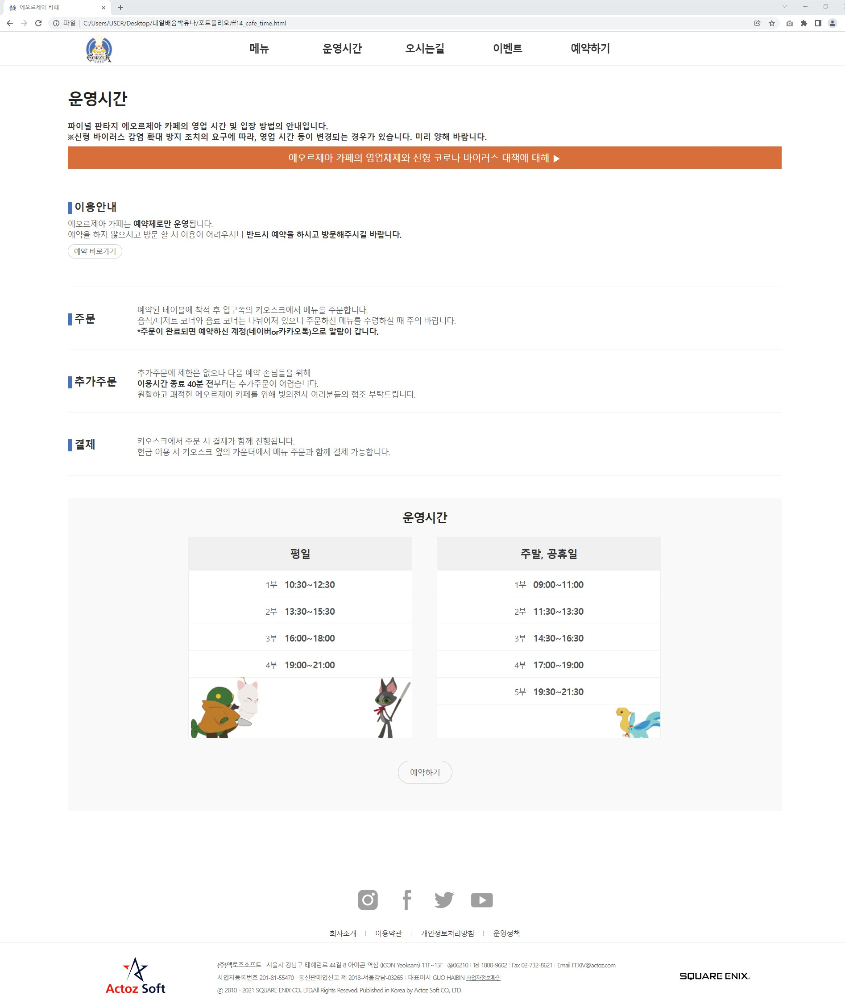 에오르제아 카페
파일 C:/Users/USER/Desktop/내일배움박유나/포트폴리오/ff14_cafe_time.html
EORZEA
CAFE
메뉴 운영시간 오시는길 이벤트 예약하기
운영시간
파이널 판타지 에오르제아 카페의 영업 시간 및 입장 방법의 안내입니다.
※신형 바이러스 감염 확대 방지 조치의 요구에 따라, 영업 시간 등이 변경되는 경우가 있습니다. 미리 양해 바랍니다.
에오르제아 카페의 영업체제와 신형 코로나 바이러스 대책에 대해 ▶
이용안내
에오르제아 카페는 예약제로만 운영됩니다.
예약을 하지 않으시고 방문 할 시 이용이 어려우시니 반드시 예약을 하시고 방문해주시길 바랍니다.
예약 바로가기
주문
예약된 테이블에 착석 후 입구쪽의 키오스크에서 메뉴를 주문합니다.
음식/디저트 코너와 음료 코너는 나뉘어져 있으니 주문하신 메뉴를 수령하실 때 주의 바랍니다.
*주문이 완료되면 예약하신 계정(네이버or카카오톡)으로 알람이 갑니다.
추가주문
추가주문에 제한은 없으나 다음 예약 손님들을 위해
이용시간 종료 40분 전부터는 추가주문이 어렵습니다.
원활하고 쾌적한 에오르제아 카페를 위해 빛의전사 여러분들의 협조 부탁드립니다.
결제
키오스크에서 주문 시 결제가 함께 진행됩니다.
현금 이용 시 키오스크 옆의 카운터에서 메뉴 주문과 함께 결제 가능합니다.
운영시간
평일
1부 10:30~12:30
2부 13:30~15:30
3부 16:00~18:00
4부 19:00~21:00
주말, 공휴일
1부 09:00~11:00
2부 11:30~13:30
3부 14:30~16:30
4부 17:00~19:00
5부 19:30~21:30
예약하기
회사소개 | 이용약관 | 개인정보처리방침 | 운영정책
Actoz Soft
(주)액토즈소프트 | 서울시 강남구 테헤란로 44길 8 아이콘 역삼 (ICON Yeoksam) 11F~15F | ㉾06210 | Tel 1800-9602 | Fax 02-732-8621 | Email FFXIV@actoz.com
사업자등록번호 201-81-55470 | 통신판매업신고 제 2018-서울강남-03265 | 대표이사 GUO HAIBIN 사업자정보확인
ⓒ 2010 - 2021 SQUARE ENIX CO., LTD.All Rights Reseved. Published in Korea by Actoz Soft CO., LTD.
SQUARE ENIX.